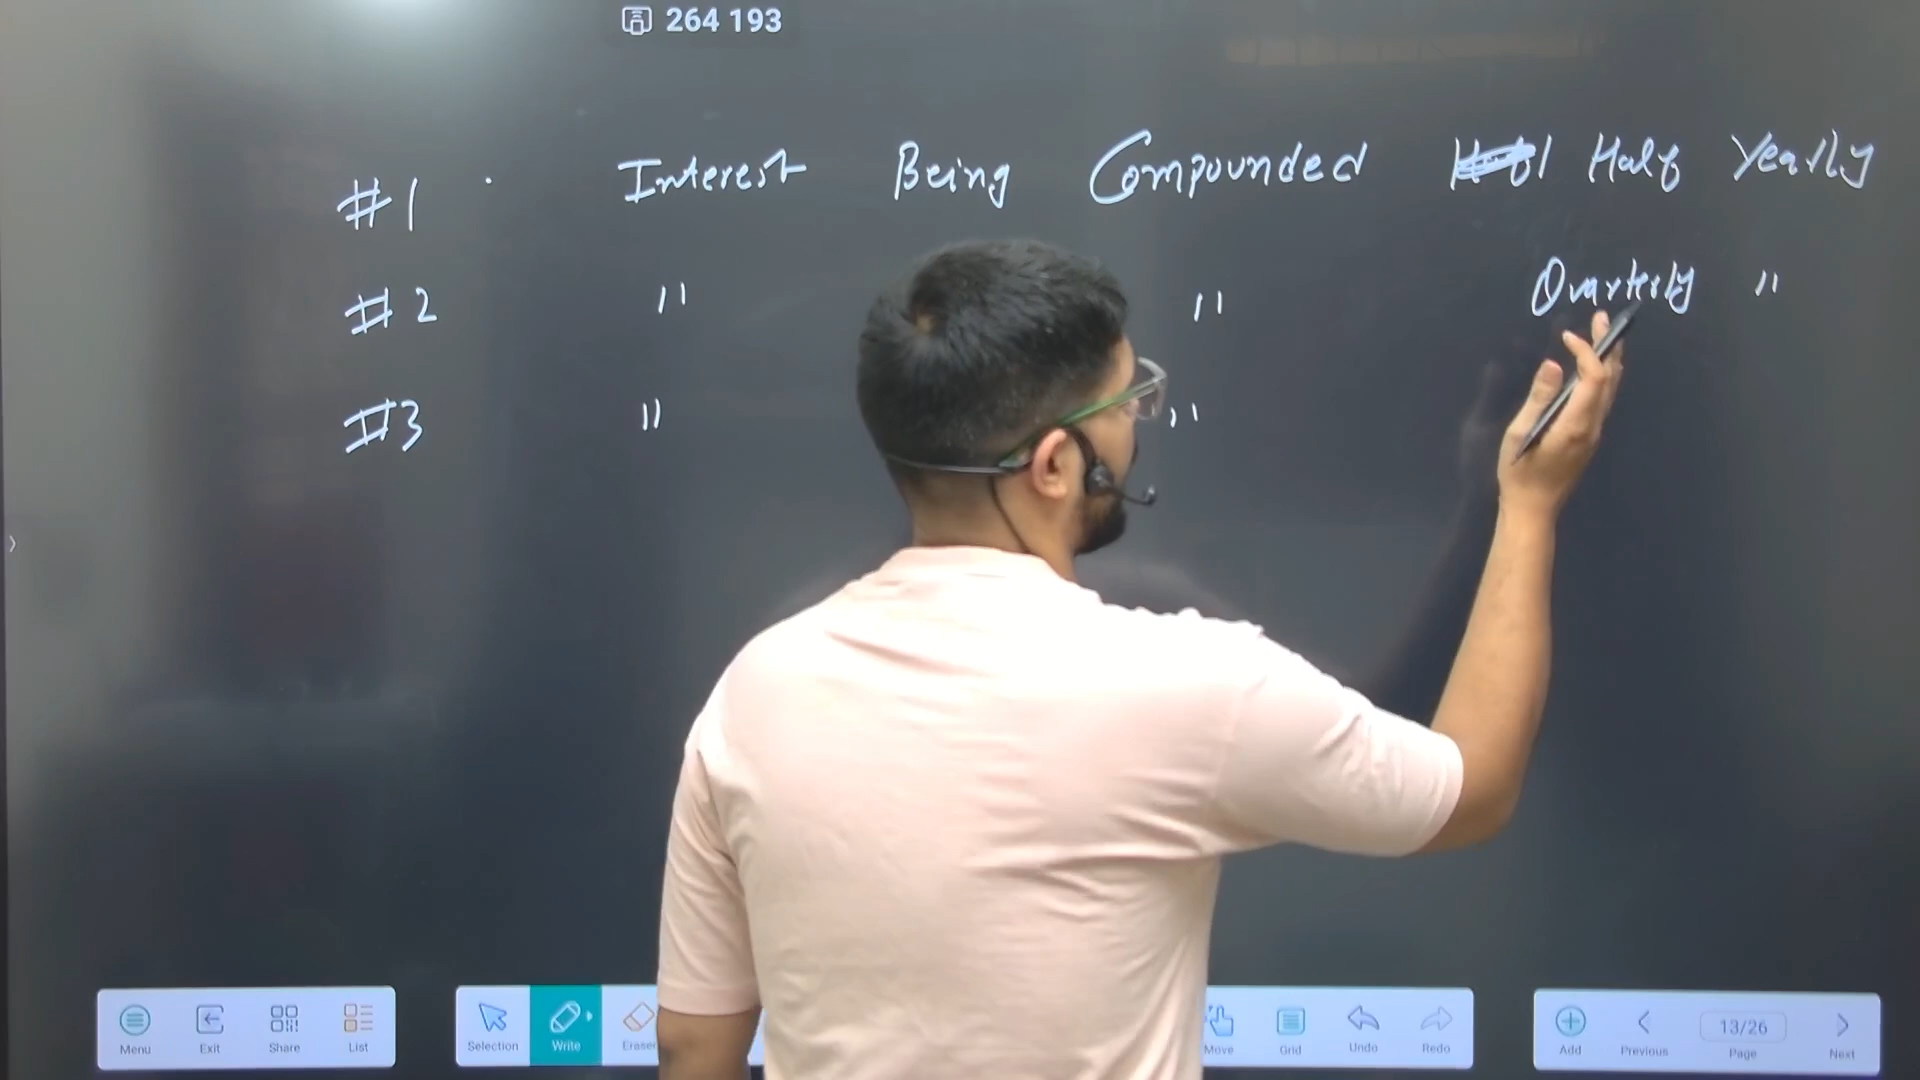 264 193
#1 Interest Being Compounded Half Yearly
#2 " " Quarterly "
#3 " "
Menu Exit Share List Selection Write Eraser Move Grid Undo Redo Add Previous 13/26 Page Next